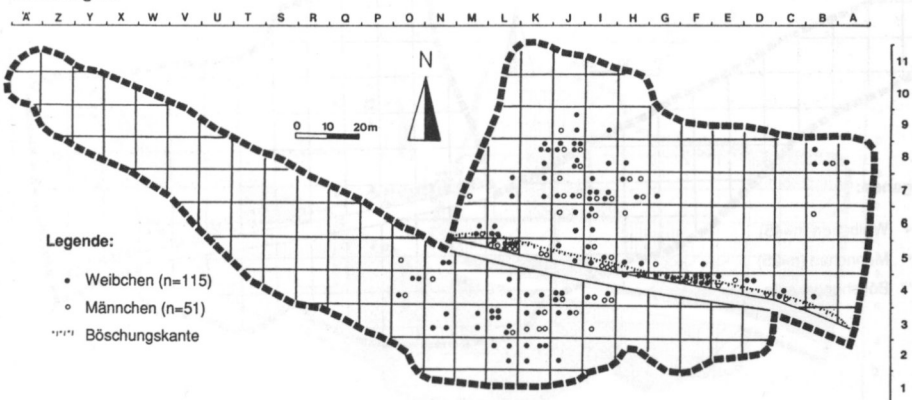 Ä Z Y X W V U T S R Q P O N M L K J I H G F E D C B A
N
0 10 20m
11
10
9
8
7
6
5
4
3
2
1
Legende:
Weibchen (n=115)
Männchen (n=51)
Böschungskante